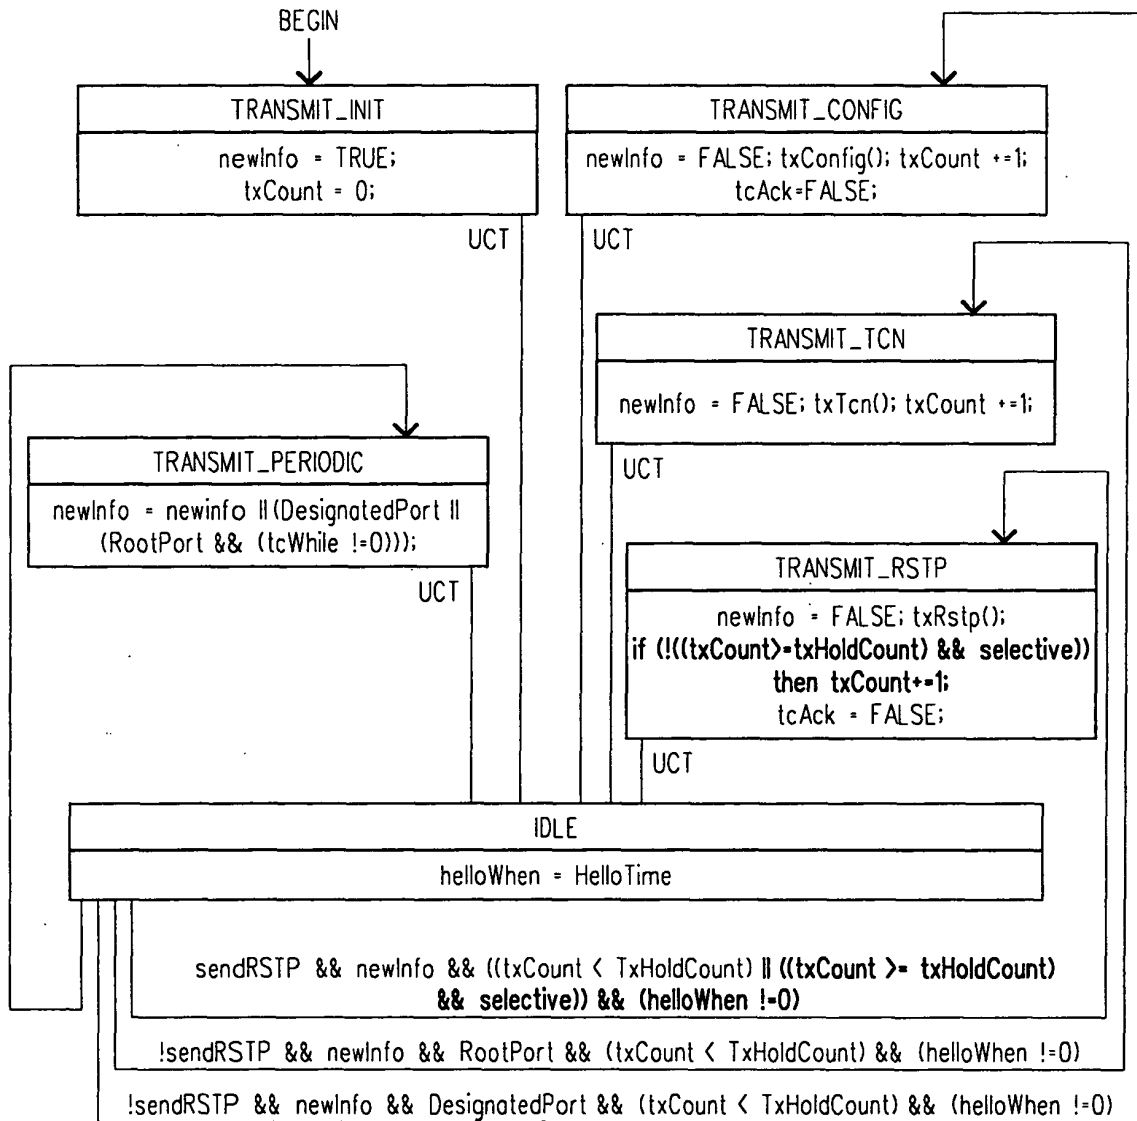 BEGIN
TRANSMIT_INIT
newInfo = TRUE;
txCount = 0;
UCT
TRANSMIT_CONFIG
newInfo = FALSE; txConfig(); txCount +=1;
tcAck=FALSE;
UCT
TRANSMIT_TCN
newInfo = FALSE; txTcn(); txCount +=1;
UCT
TRANSMIT_PERIODIC
newInfo = newinfo || (DesignatedPort ||
(RootPort && (tcWhile !=0)));
UCT
TRANSMIT_RSTP
newInfo = FALSE; txRstp();
if (!((txCount>=txHoldCount) && selective))
then txCount+=1;
tcAck = FALSE;
UCT
IDLE
helloWhen = HelloTime
sendRSTP && newInfo && ((txCount < TxHoldCount) || ((txCount >= txHoldCount)
&& selective)) && (helloWhen !=0)
!sendRSTP && newInfo && RootPort && (txCount < TxHoldCount) && (helloWhen !=0)
!sendRSTP && newInfo && DesignatedPort && (txCount < TxHoldCount) && (helloWhen !=0)